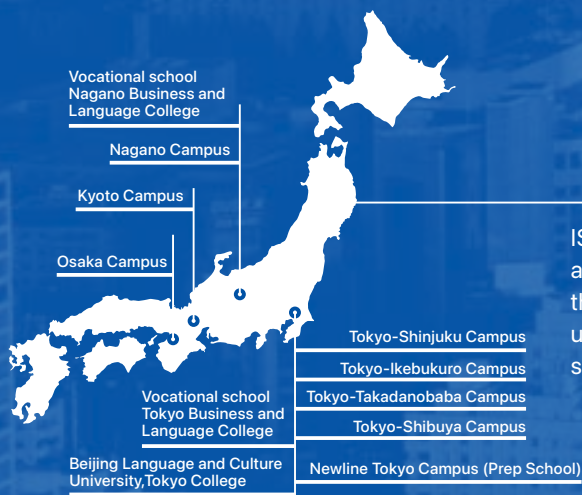 Vocational school
Nagano Business and
Language College
Nagano Campus
Kyoto Campus
Osaka Campus
Tokyo-Shinjuku Campus
Tokyo-Ikebukuro Campus
Tokyo-Takadanobaba Campus
Tokyo-Shibuya Campus
Vocational school
Tokyo Business and
Language College
Beijing Language and Culture
University,Tokyo College
Newline Tokyo Campus (Prep School)